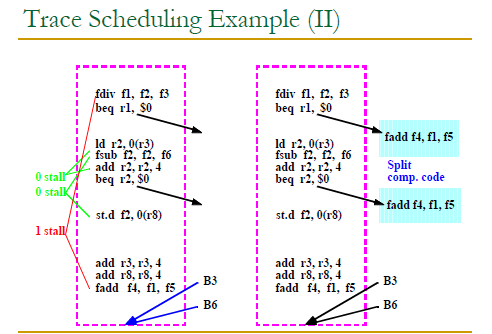 Trace Scheduling Example (II)
fdiv f1, f2, f3
beq r1, $0
ld r2, 0(r3)
fsub f2, f2, f6
add r2, r2, 4
beq r2, $0
0 stall
0 stall
st.d f2, 0(r8)
1 stall
add r3, r3, 4
add r8, r8, 4
fadd f4, f1, f5
B3
B6
fdiv f1, f2, f3
beq r1, $0
fadd f4, f1, f5
ld r2, 0(r3)
fsub f2, f2, f6
add r2, r2, 4
beq r2, $0
Split
comp. code
fadd f4, f1, f5
st.d f2, 0(r8)
add r3, r3, 4
add r8, r8, 4
fadd f4, f1, f5
B3
B6